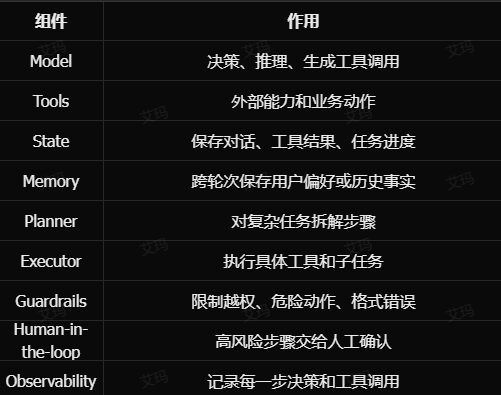 组件 作用
Model 决策、推理、生成工具调用
Tools 外部能力和业务动作
State 保存对话、工具结果、任务进度
Memory 跨轮次保存用户偏好或历史事实
Planner 对复杂任务拆解步骤
Executor 执行具体工具和子任务
Guardrails 限制越权、危险动作、格式错误
Human-in-
the-loop 高风险步骤交给人工确认
Observability 记录每一步决策和工具调用
艾玛